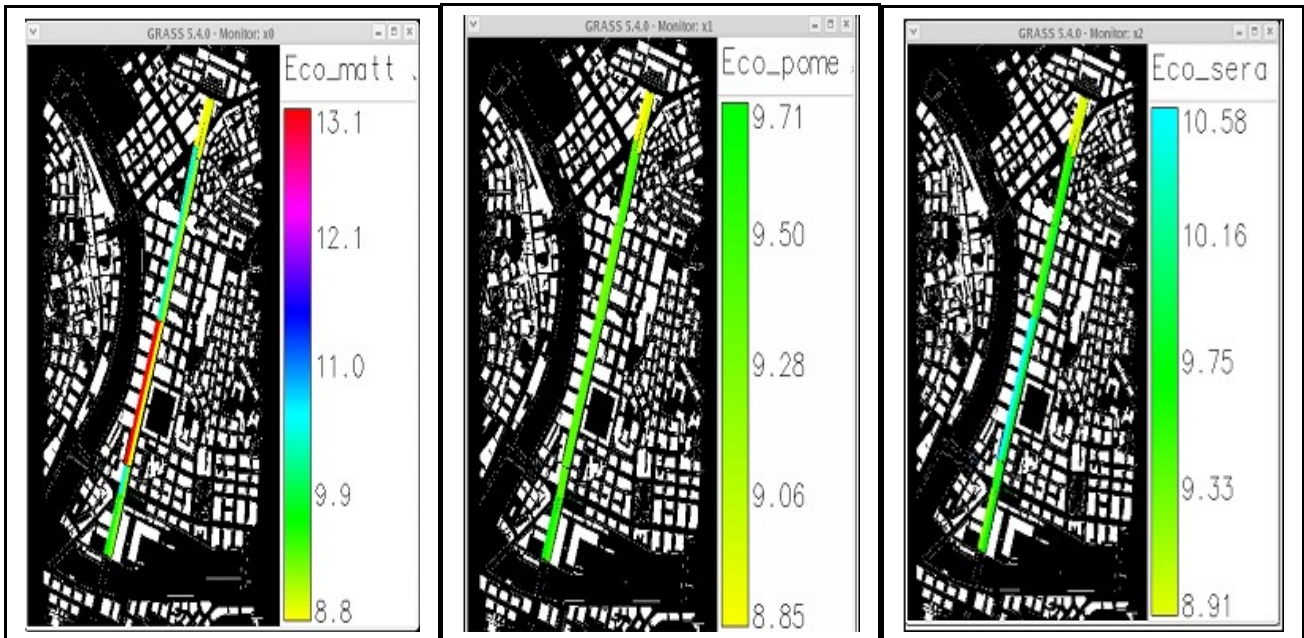 GRASS 5.4.0 - Monitor: x0
Eco_matt
13.1
12.1
11.0
9.9
8.8
GRASS 5.4.0 - Monitor: x1
Eco_pome
9.71
9.50
9.28
9.06
8.85
GRASS 5.4.0 - Monitor: x2
Eco_sera
10.58
10.16
9.75
9.33
8.91